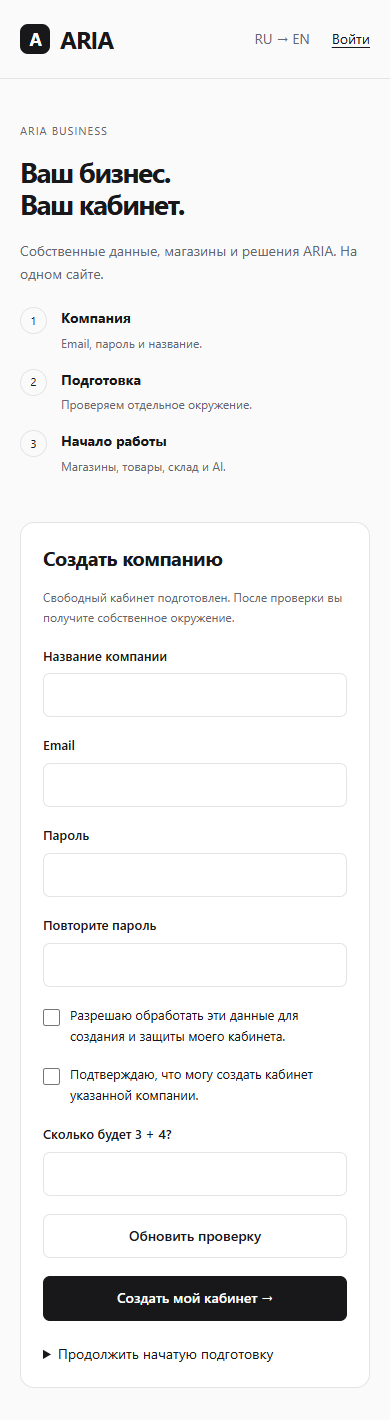 A ARIA RU → EN Войти
ARIA BUSINESS
Ваш бизнес.
Ваш кабинет.
Собственные данные, магазины и решения ARIA. На
одном сайте.
1 Компания
Email, пароль и название.
2 Подготовка
Проверяем отдельное окружение.
3 Начало работы
Магазины, товары, склад и AI.
Создать компанию
Свободный кабинет подготовлен. После проверки вы
получите собственное окружение.
Название компании
Email
Пароль
Повторите пароль
Разрешаю обработать эти данные для
создания и защиты моего кабинета.
Подтверждаю, что могу создать кабинет
указанной компании.
Сколько будет 3 + 4?
Обновить проверку
Создать мой кабинет →
▶ Продолжить начатую подготовку